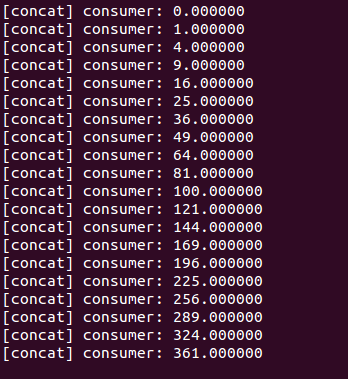 [concat] consumer: 0.000000
[concat] consumer: 1.000000
[concat] consumer: 4.000000
[concat] consumer: 9.000000
[concat] consumer: 16.000000
[concat] consumer: 25.000000
[concat] consumer: 36.000000
[concat] consumer: 49.000000
[concat] consumer: 64.000000
[concat] consumer: 81.000000
[concat] consumer: 100.000000
[concat] consumer: 121.000000
[concat] consumer: 144.000000
[concat] consumer: 169.000000
[concat] consumer: 196.000000
[concat] consumer: 225.000000
[concat] consumer: 256.000000
[concat] consumer: 289.000000
[concat] consumer: 324.000000
[concat] consumer: 361.000000